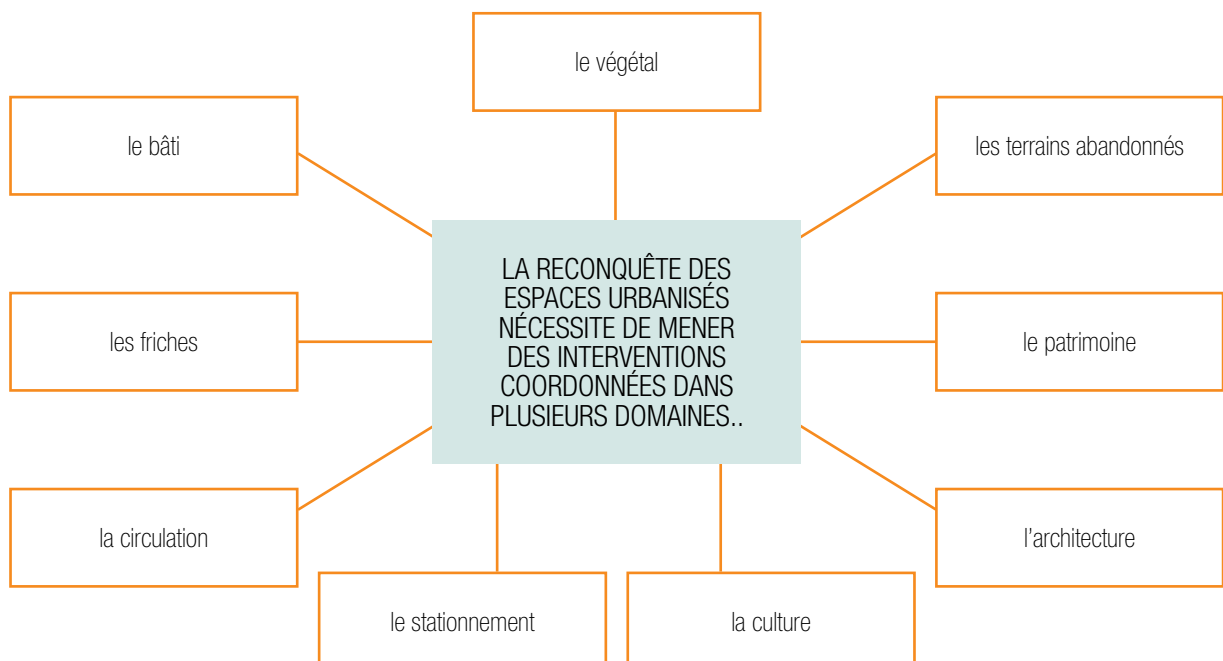 le végétal
le bâti
les terrains abandonnés
LA RECONQUÊTE DES
ESPACES URBANISÉS
NÉCESSITE DE MENER
DES INTERVENTIONS
COORDONNÉES DANS
PLUSIEURS DOMAINES..
les friches
le patrimoine
la circulation
l'architecture
le stationnement
la culture